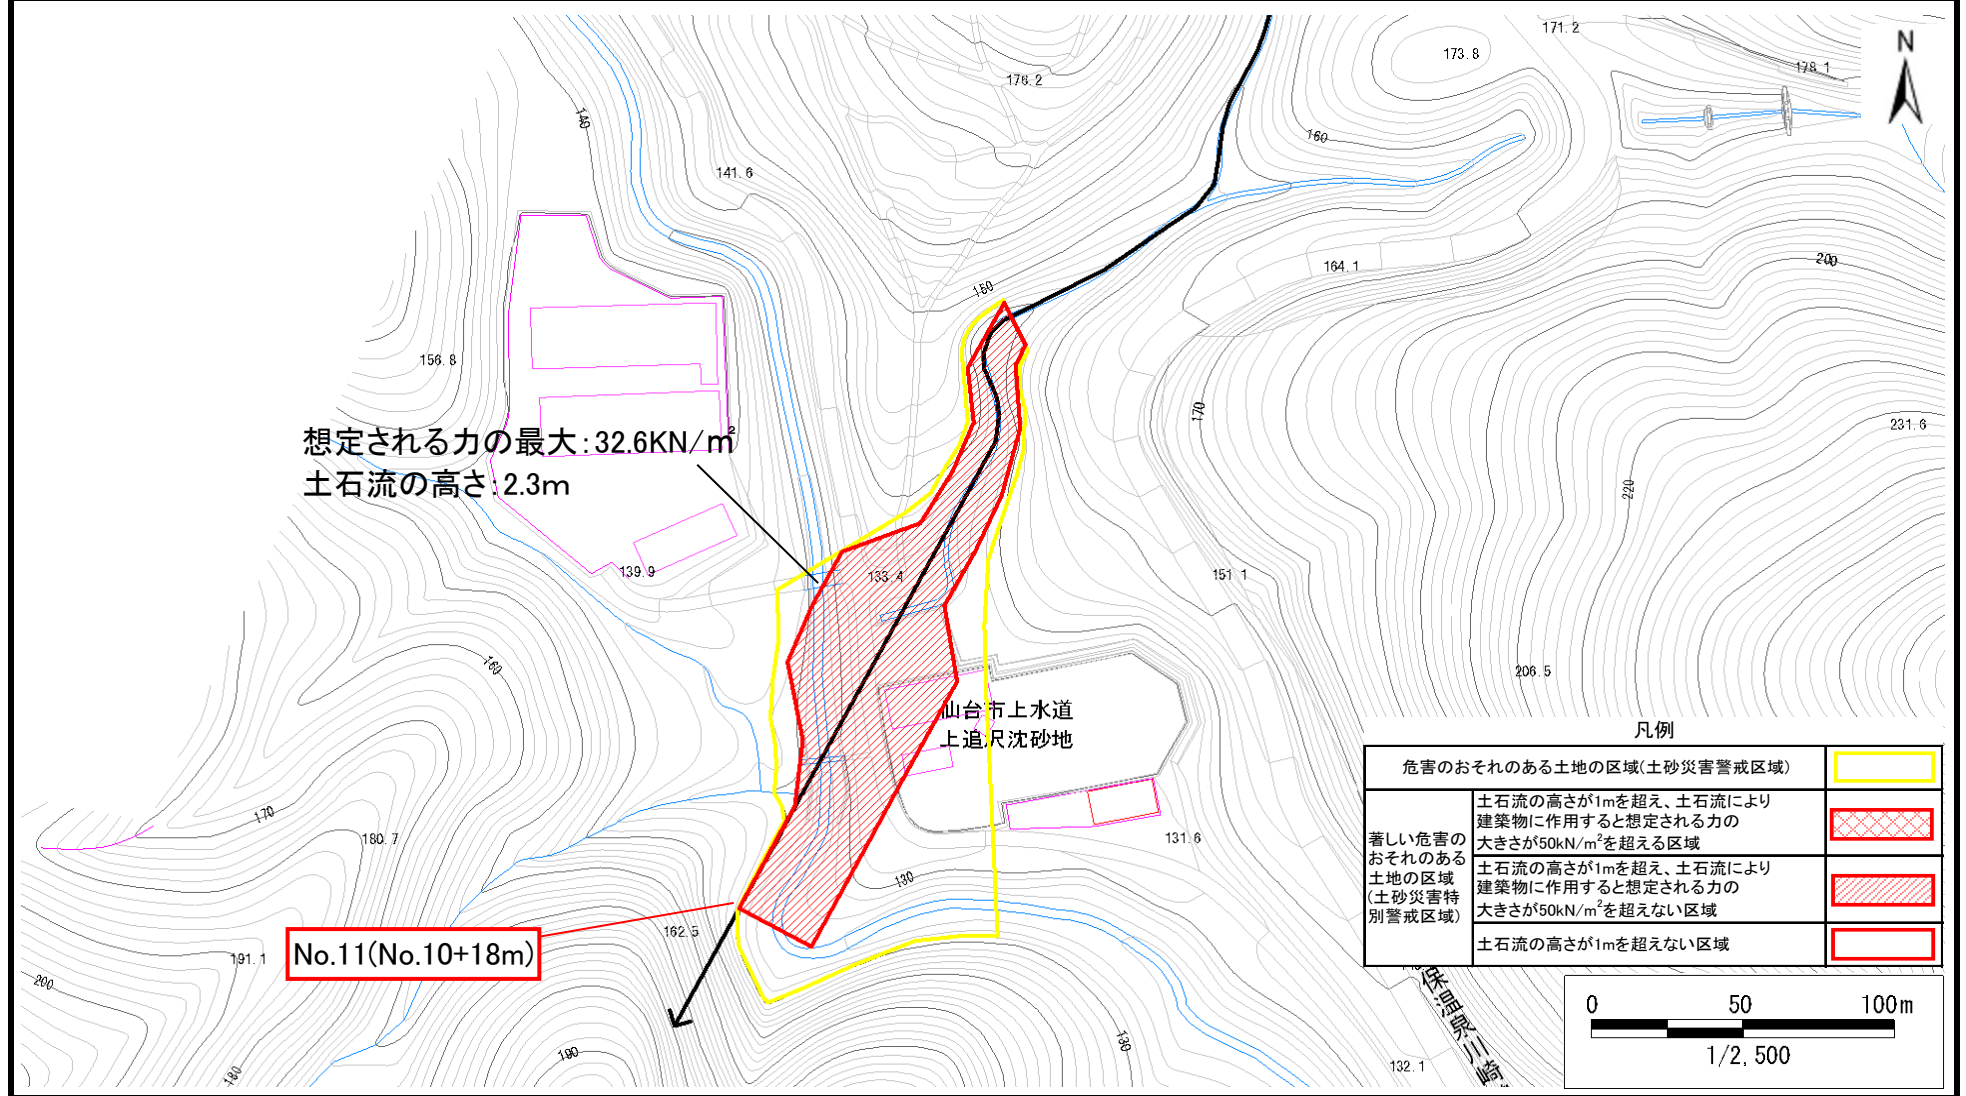 171.2
173.8
N
178.1
176.2
140
160
141.6
164.1
200
150
156.8
170
231.6
想定される力の最大:32.6KN/㎡
土石流の高さ:2.3m
220
133.4
139.9
151.1
160
206.5
仙台市上水道
上追沢沈砂地
凡例
危害のおそれのある土地の区域(土砂災害警戒区域)
著しい危害の
おそれのある
土地の区域
(土砂災害特
別警戒区域)
土石流の高さが1mを超え、土石流により
建築物に作用すると想定される力の
大きさが50kN/m²を超える区域
土石流の高さが1mを超え、土石流により
建築物に作用すると想定される力の
大きさが50kN/m²を超えない区域
土石流の高さが1mを超えない区域
170
180.7
131.6
130
162.5
No.11(No.10+18m)
191.1
200
保温泉三崎
0 50 100m
1/2,500
190
130
132.1
180